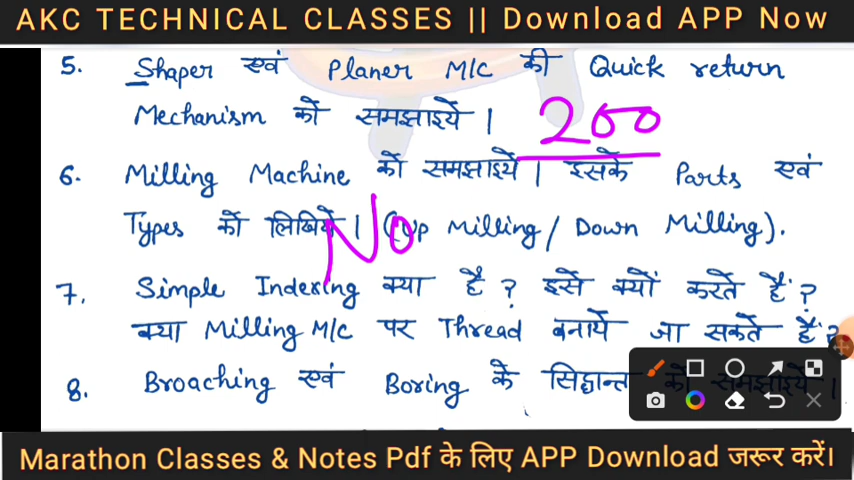 AKC TECHNICAL CLASSES || Download APP Now
5. Shaper एवं Planer M/C की Quick return
Mechanism को समझाइये | 200
6. Milling Machine को समझाइये | इसके Parts एवं
Types को लिखिये | (Up Milling / Down Milling).
No
7. Simple Indexing क्या है ? इसे क्यों करते हैं ?
क्या Milling M/C पर Thread बनाये जा सकते हैं ?
8. Broaching एवं Boring के सिद्धान्त को समझाइये |
Marathon Classes & Notes Pdf के लिए APP Download जरूर करें।